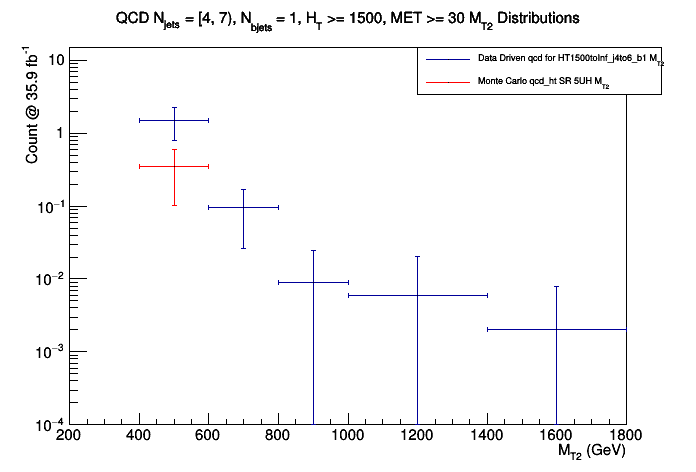 QCD N_jets = [4, 7), N_bjets = 1, H_T >= 1500, MET >= 30 M_T2 Distributions
Data Driven qcd for HT1500toInf_j4to6_b1 M_T2
Monte Carlo qcd_ht SR 5UH M_T2
Count @ 35.9 fb^-1
10
1
10^−1
10^−2
10^−3
10^−4
200 400 600 800 1000 1200 1400 1600 1800
M_T2 (GeV)